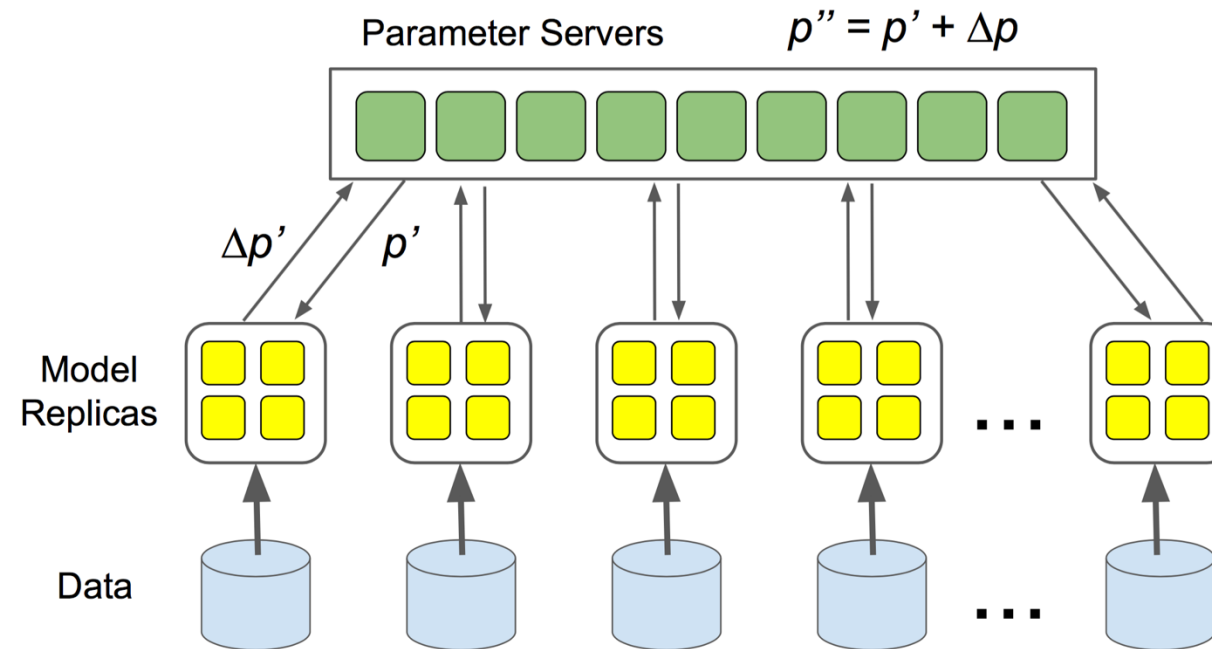 Parameter Servers
p’’ = p’ + Δp
Δp’
p’
Model
Replicas
...
Data
...